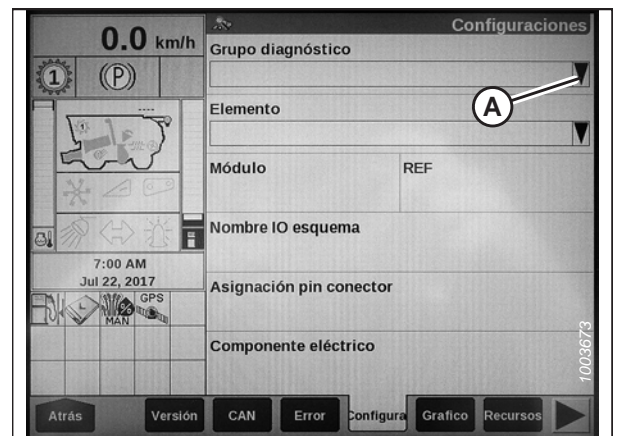 0.0 km/h
1
(P)
7:00 AM
Jul 22, 2017
MAN
GPS
Configuraciones
Grupo diagnóstico
A
Elemento
Módulo
REF
Nombre IO esquema
Asignación pin conector
Componente eléctrico
1003673
Atrás
Versión
CAN
Error
Configura
Grafico
Recursos